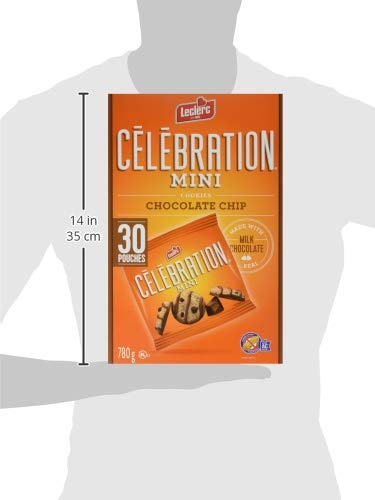 Leclerc
CÉLÉBRATION
MINI
COOKIES
CHOCOLATE CHIP
14 in
35 cm
30
POUCHES
MADE WITH
MILK
CHOCOLATE
REAL
Leclerc
CÉLÉBRATION
MINI
780 g